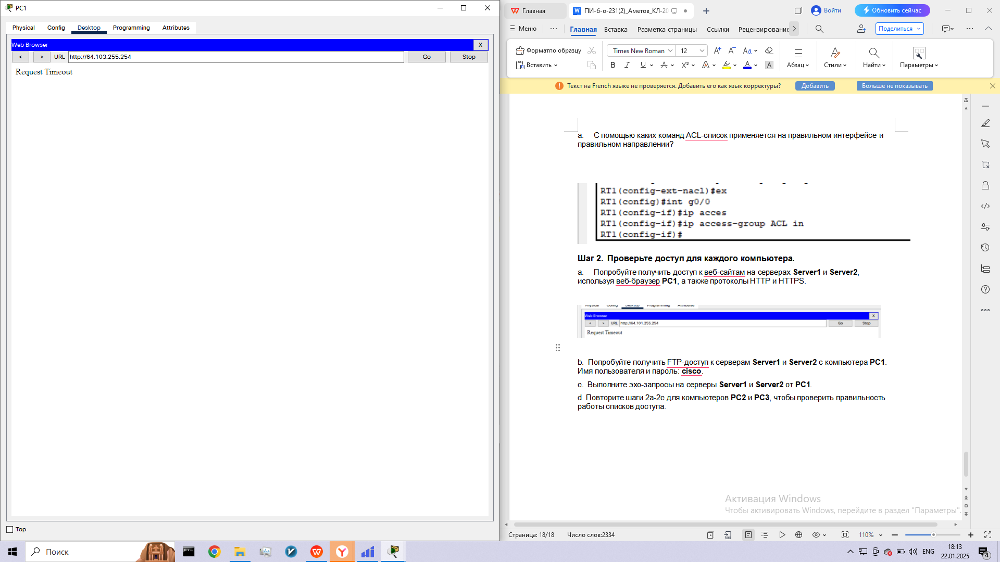 PC1
Physical
Config
Desktop
Programming
Attributes
Web Browser
X
<
>
URL
http://64.103.255.254
Go
Stop
Request Timeout
Top
Главная
ПИ-б-о-231(2)_Аметов_КЛ-20
Войти
Обновить сейчас
Меню
Главная
Вставка
Разметка страницы
Ссылки
Рецензирование
Поделиться
Формат по образцу
Вставить
Times New Roman
12
Абзац
Стили
Найти
Параметры
Текст на French языке не проверяется. Добавить его как язык корректуры?
Добавить
Больше не показывать
a. С помощью каких команд ACL-список применяется на правильном интерфейсе и
правильном направлении?
RT1(config-ext-nacl)#ex
RT1(config)#int g0/0
RT1(config-if)#ip acces
RT1(config-if)#ip access-group ACL in
RT1(config-if)#
Шаг 2. Проверьте доступ для каждого компьютера.
a. Попробуйте получить доступ к веб-сайтам на серверах Server1 и Server2,
используя веб-браузер PC1, а также протоколы HTTP и HTTPS.
Physical Config Desktop Programming Attributes
Web Browser
X
<
>
URL
http://64.101.255.254
Go
Stop
Request Timeout
b. Попробуйте получить FTP-доступ к серверам Server1 и Server2 с компьютера PC1.
Имя пользователя и пароль: cisco.
c. Выполните эхо-запросы на серверы Server1 и Server2 от PC1.
d Повторите шаги 2a-2c для компьютеров PC2 и PC3, чтобы проверить правильность
работы списков доступа.
Активация Windows
Чтобы активировать Windows, перейдите в раздел "Параметры".
Страница: 18/18
Число слов:2334
110%
Поиск
ENG
18:13
22.01.2025
4